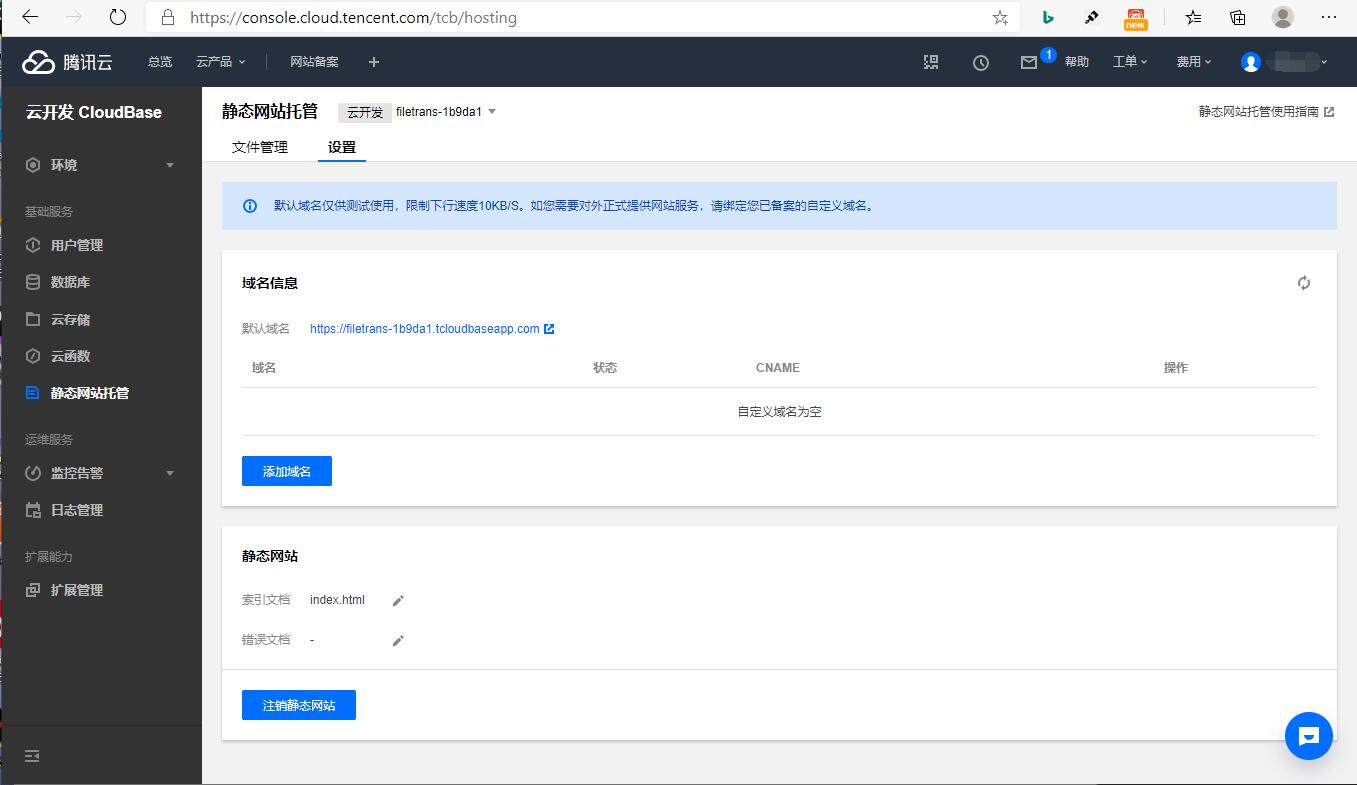 https://console.cloud.tencent.com/tcb/hosting
new
腾讯云 总览 云产品 网站备案 + 1 帮助 工单 费用
云开发 CloudBase
环境
基础服务
用户管理
数据库
云存储
云函数
静态网站托管
运维服务
监控告警
日志管理
扩展能力
扩展管理
静态网站托管 云开发 filetrans-1b9da1 静态网站托管使用指南
文件管理 设置
默认域名仅供测试使用，限制下行速度10KB/S。如您需要对外正式提供网站服务，请绑定您已备案的自定义域名。
域名信息
默认域名 https://filetrans-1b9da1.tcloudbaseapp.com
域名 状态 CNAME 操作
自定义域名为空
添加域名
静态网站
索引文档 index.html
错误文档 -
注销静态网站